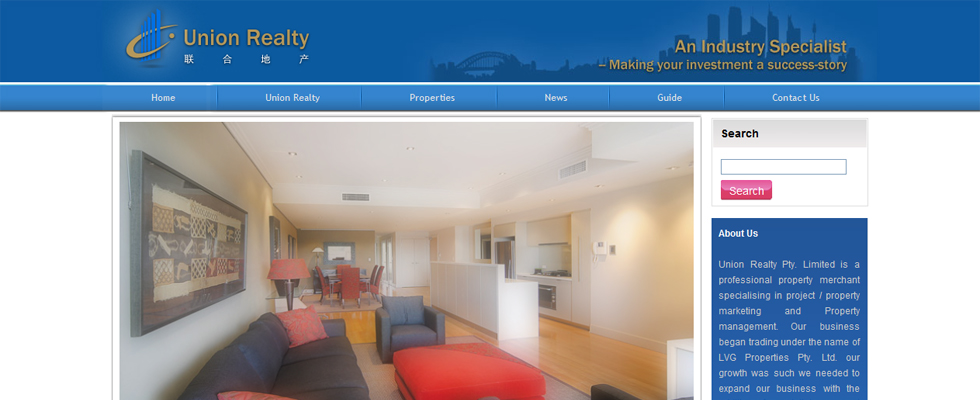 Union Realty
联 合 地 产
An Industry Specialist
– Making your investment a success-story
Home Union Realty Properties News Guide Contact Us
Search
Search
About Us
Union Realty Pty. Limited is a
professional property merchant
specialising in project / property
marketing and Property
management. Our business
began trading under the name of
LVG Properties Pty. Ltd. our
growth was such we needed to
expand our business with the